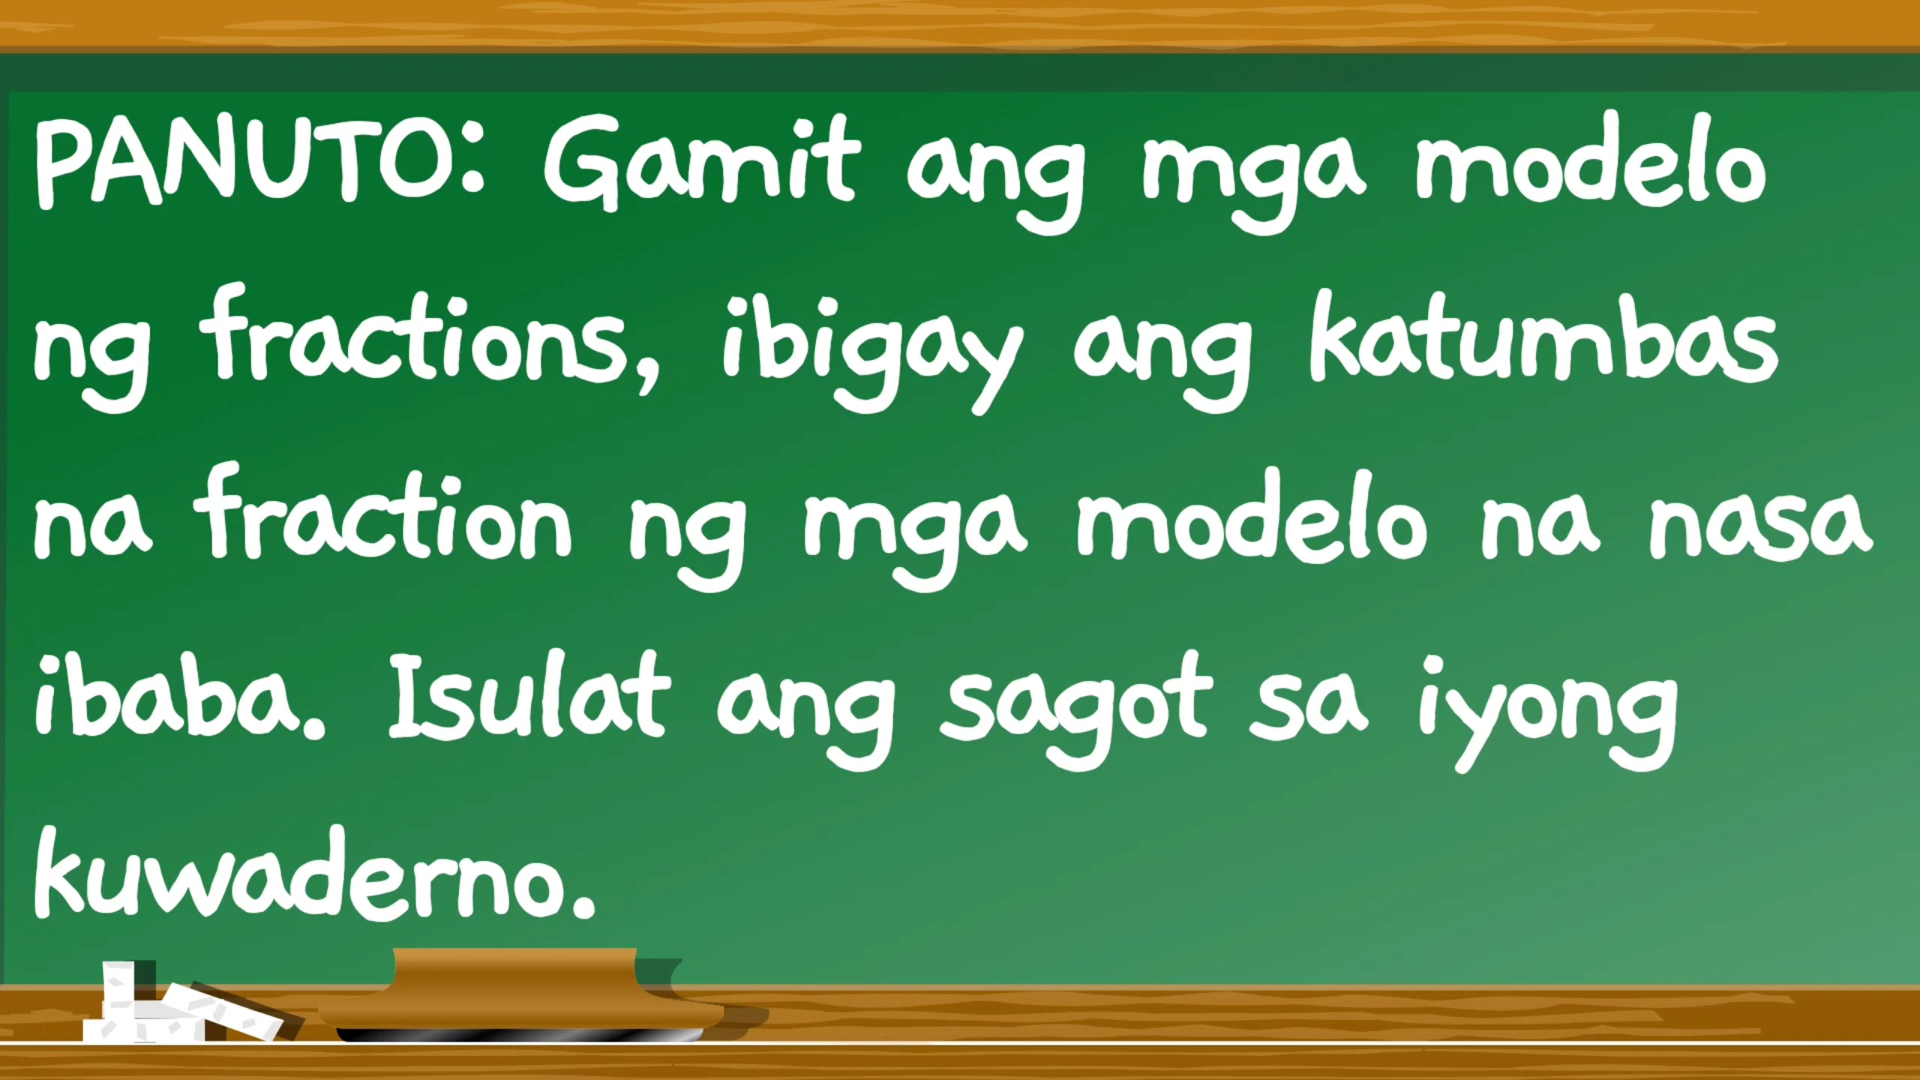 PANUTO: Gamit ang mga modelo
ng fractions, ibigay ang katumbas
na fraction ng mga modelo na nasa
ibaba. Isulat ang sagot sa iyong
kuwaderno.